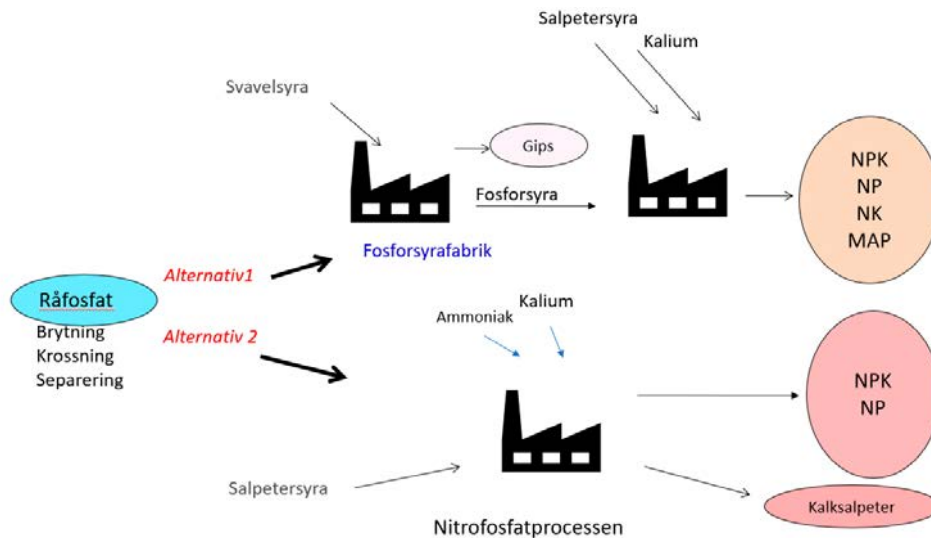 Salpetersyra
Kalium
Svavelsyra
Gips
Fosforsyra
Fosforsyrafabrik
NPK
NP
NK
MAP
Alternativ1
Råfosfat
Brytning
Krossning
Separering
Alternativ 2
Ammoniak
Kalium
NPK
NP
Salpetersyra
Kalksalpeter
Nitrofosfatprocessen